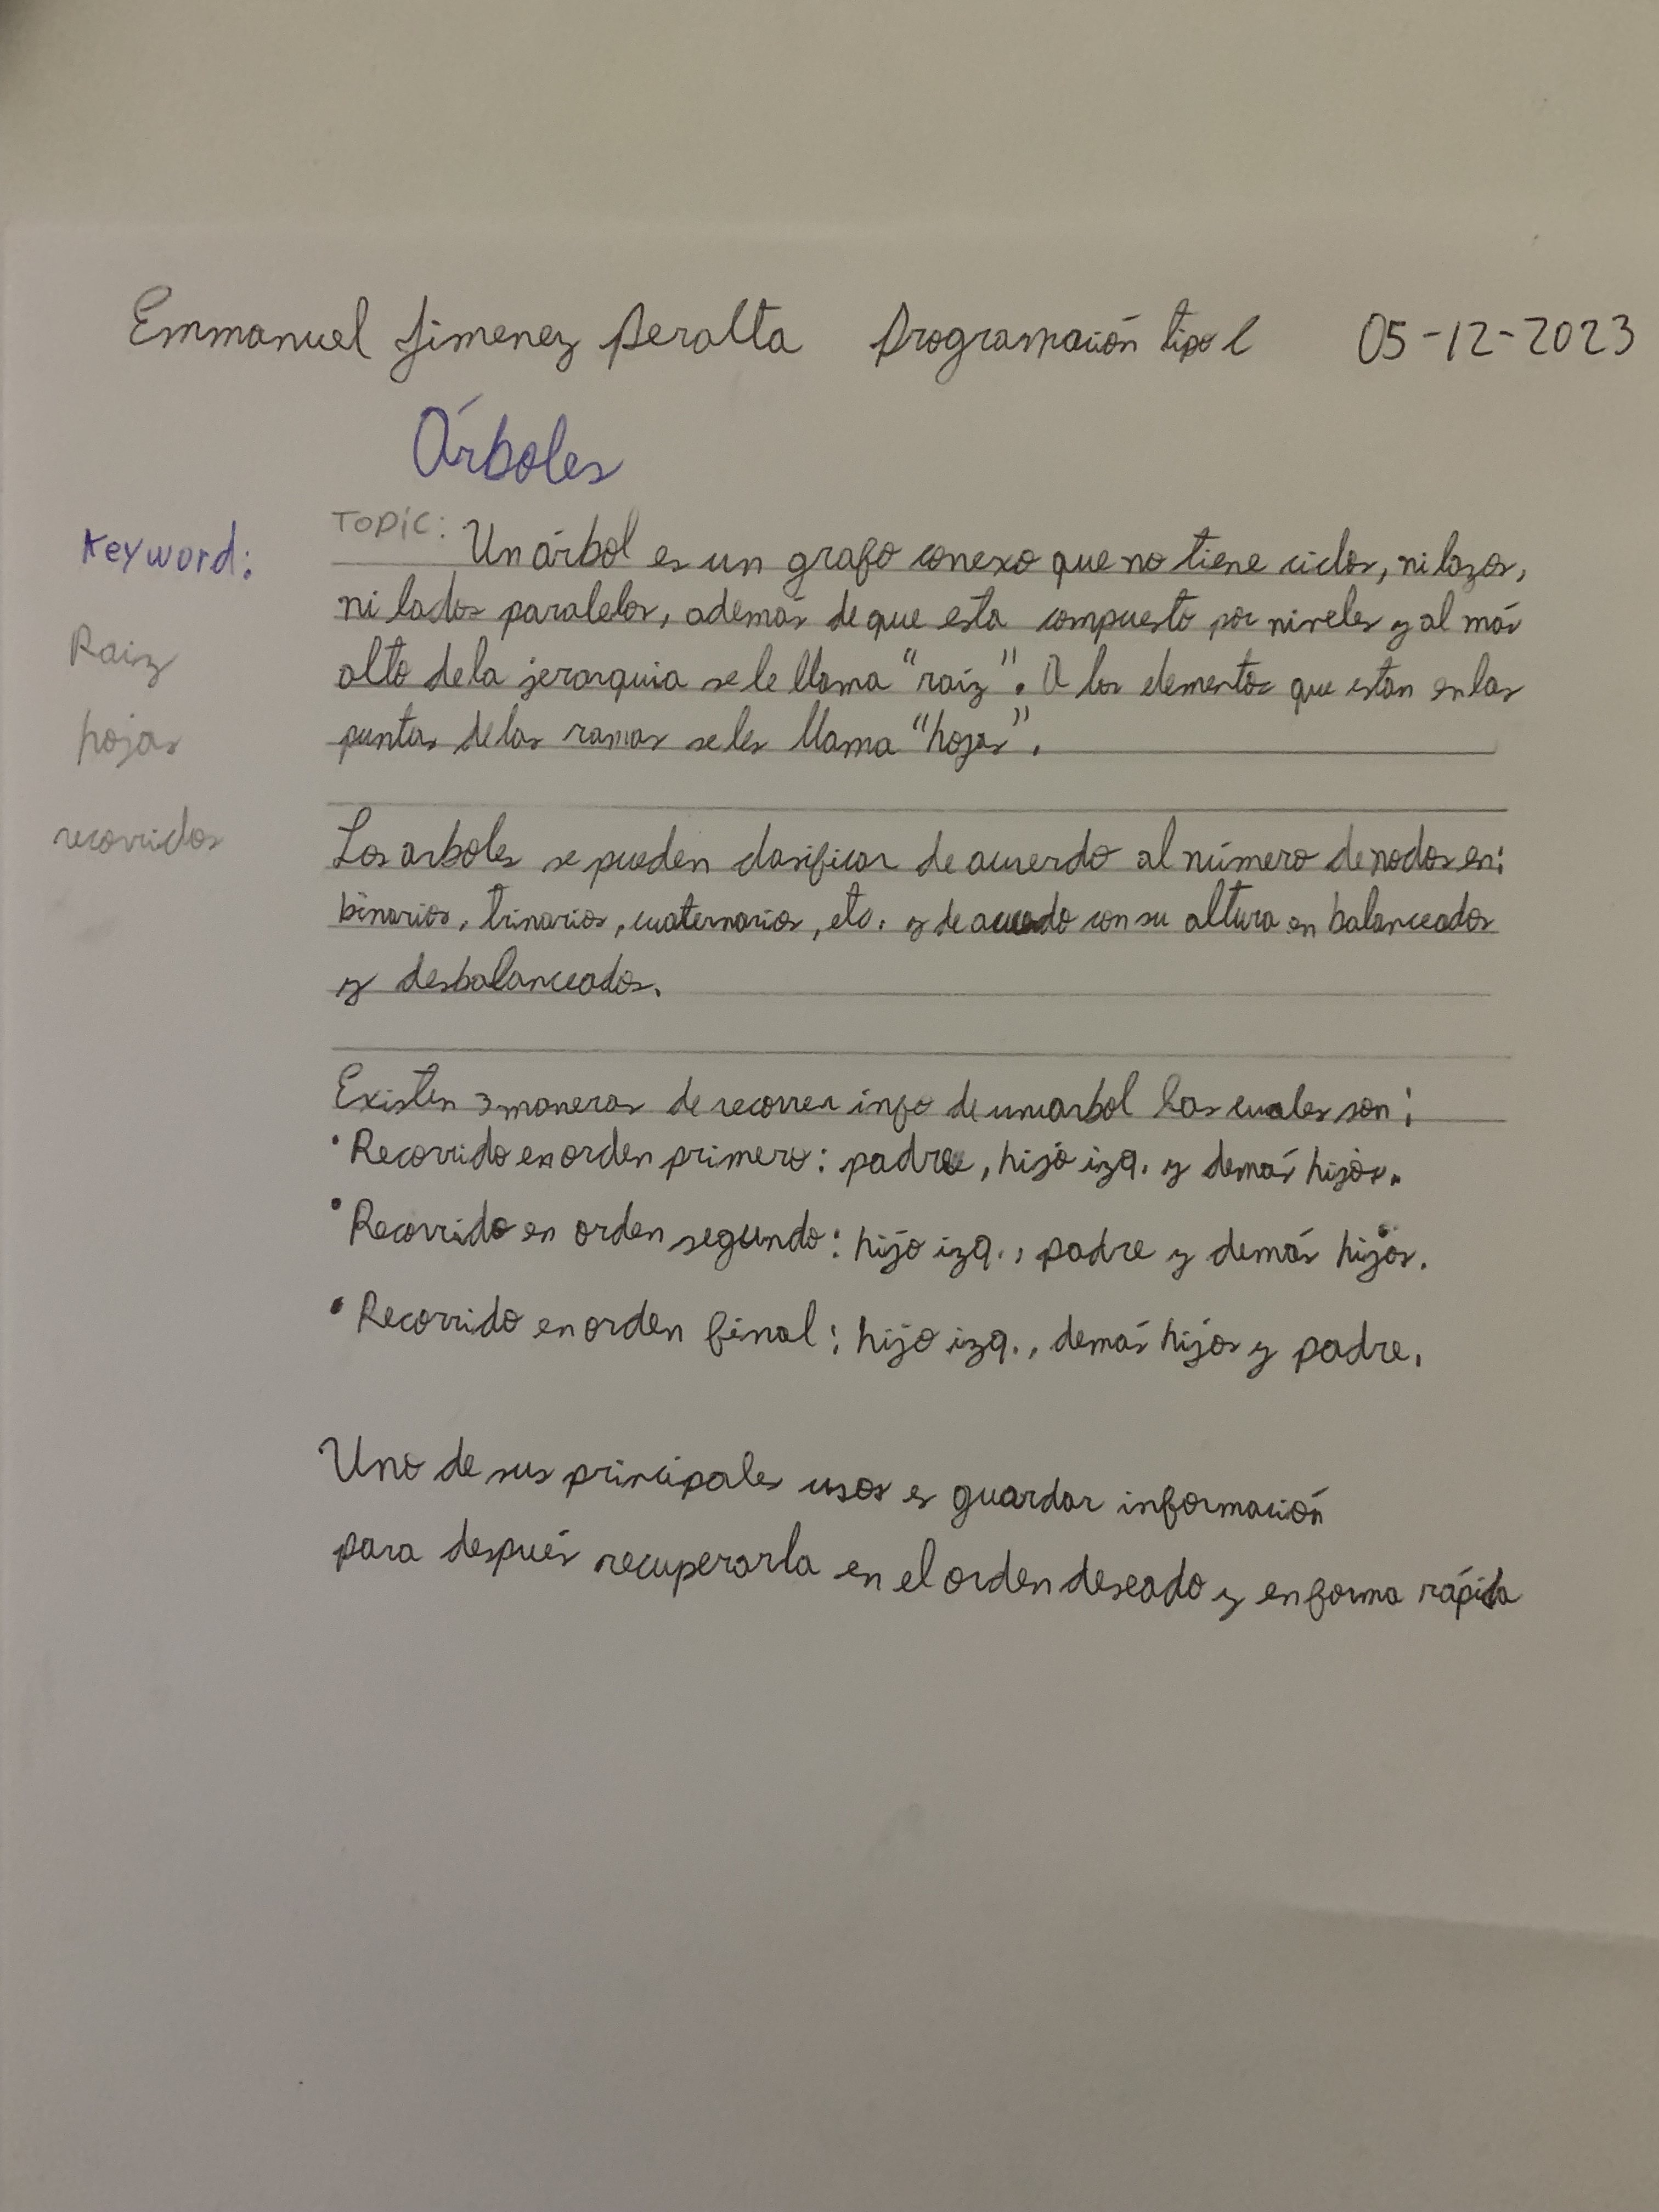 Emmanuel Jimenez Peralta Programación tipo l 05-12-2023
Árboles
Keyword:
Raiz
hojas
recorridos
Topic: Un árbol es un grafo conexo que no tiene ciclos, ni lazos,
ni lados paralelos, además de que esta compuesto por niveles y al más
alto de la jerarquia se le llama "raíz". A los elementos que estan en las
puntas de las ramas se les llama "hojas".
Los arboles se pueden clasificar de acuerdo al número de nodos en:
binarios, trinarios, cuaternarios, etc. y de acuerdo con su altura en balanceados
y desbalanceados.
Existen 3 maneras de recorrer info de un arbol las cuales son:
• Recorrido en orden primero: padre, hijo izq. y demás hijos.
• Recorrido en orden segundo: hijo izq., padre y demás hijos.
• Recorrido en orden final: hijo izq., demás hijos y padre.
Uno de sus principales usos es guardar información
para después recuperarla en el orden deseado y en forma rápida